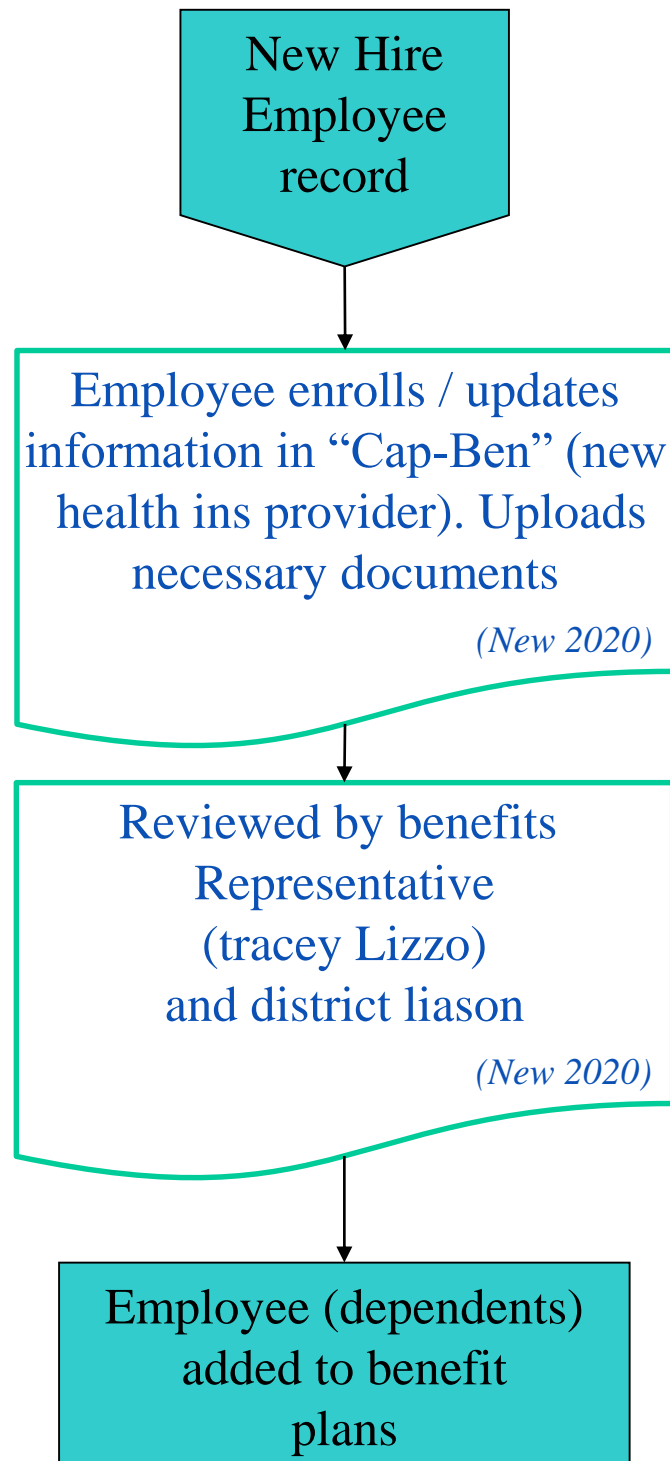 New Hire
Employee
record
Employee enrolls / updates
information in “Cap-Ben” (new
health ins provider). Uploads
necessary documents
(New 2020)
Reviewed by benefits
Representative
(tracey Lizzo)
and district liason
(New 2020)
Employee (dependents)
added to benefit
plans